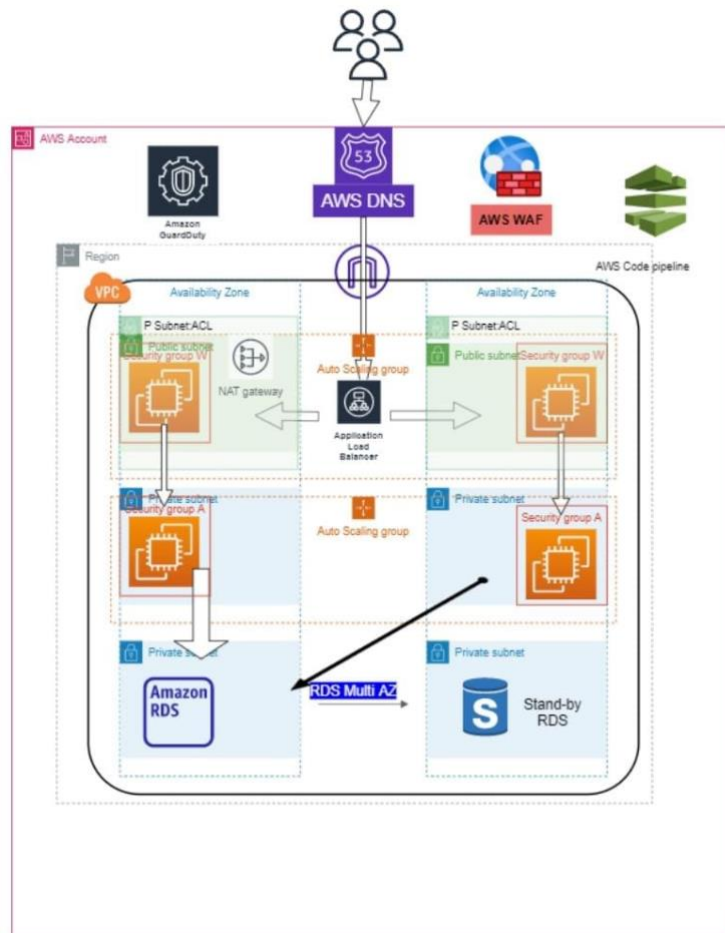 AWS Account
53
AWS DNS
Amazon
GuardDuty
AWS WAF
Region
AWS Code pipeline
VPC
Availability Zone
Availability Zone
P Subnet:ACL
P Subnet:ACL
Public subnet
Security group W
NAT gateway
Auto Scaling group
Public subnet
Security group W
Application
Load
Balancer
Private subnet
Security group A
Auto Scaling group
Private subnet
Security group A
Private subnet
Private subnet
Amazon
RDS
RDS Multi AZ
S
Stand-by
RDS